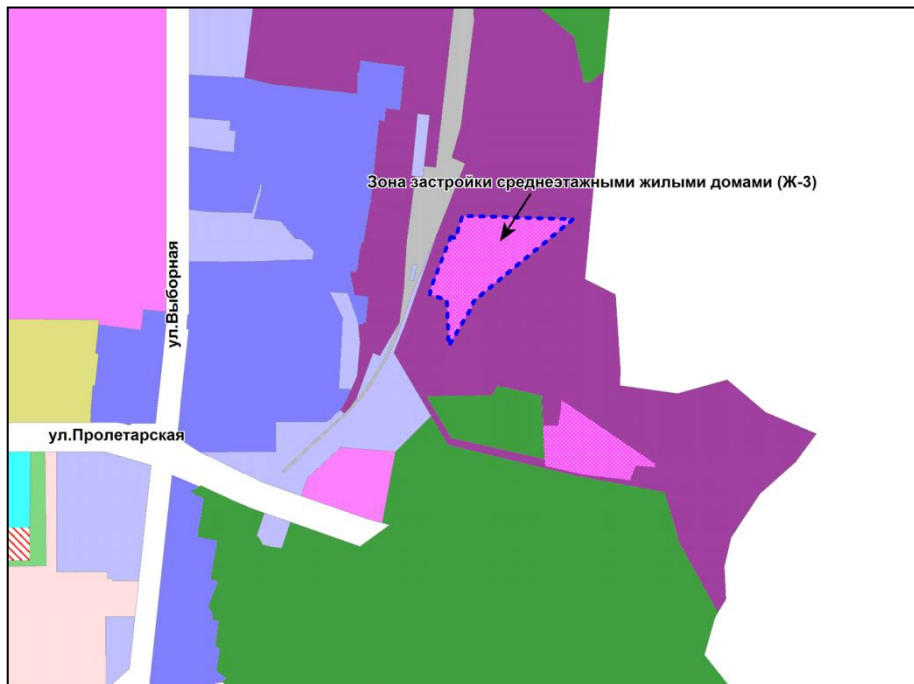 Зона застройки среднеэтажными жилыми домами (Ж-3)
ул.Выборная
ул.Пролетарская